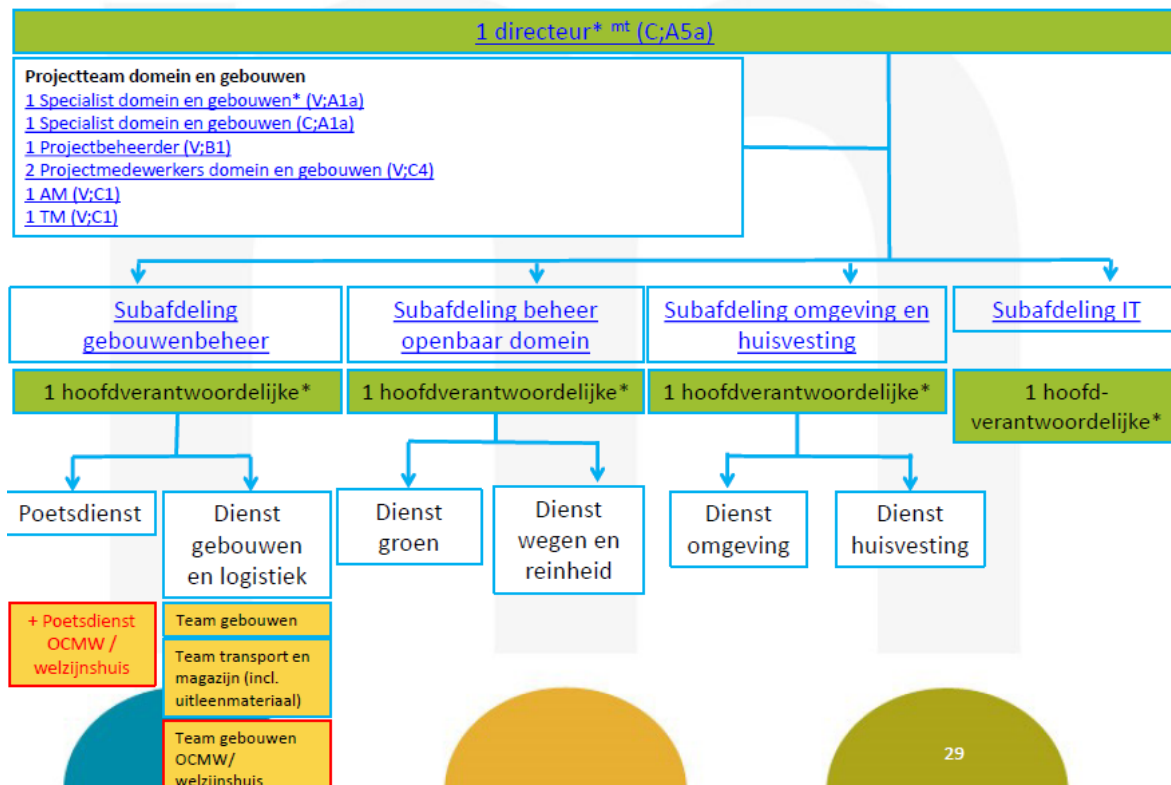 1 directeur* mt (C;A5a)
Projectteam domein en gebouwen
1 Specialist domein en gebouwen* (V;A1a)
1 Specialist domein en gebouwen (C;A1a)
1 Projectbeheerder (V;B1)
2 Projectmedewerkers domein en gebouwen (V;C4)
1 AM (V;C1)
1 TM (V;C1)
Subafdeling
gebouwenbeheer
Subafdeling beheer
openbaar domein
Subafdeling omgeving en
huisvesting
Subafdeling IT
1 hoofdverantwoordelijke*
1 hoofdverantwoordelijke*
1 hoofdverantwoordelijke*
1 hoofd-
verantwoordelijke*
Poetsdienst
Dienst
gebouwen
en logistiek
Dienst
groen
Dienst
wegen en
reinheid
Dienst
omgeving
Dienst
huisvesting
+ Poetsdienst
OCMW /
welzijnshuis
Team gebouwen
Team transport en
magazijn (incl.
uitleenmateriaal)
Team gebouwen
OCMW/
welzijnshuis
29